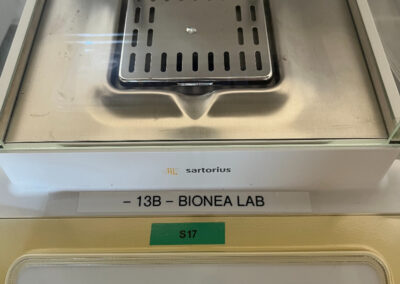 sartorius
– 13B – BIONEA LAB
S17